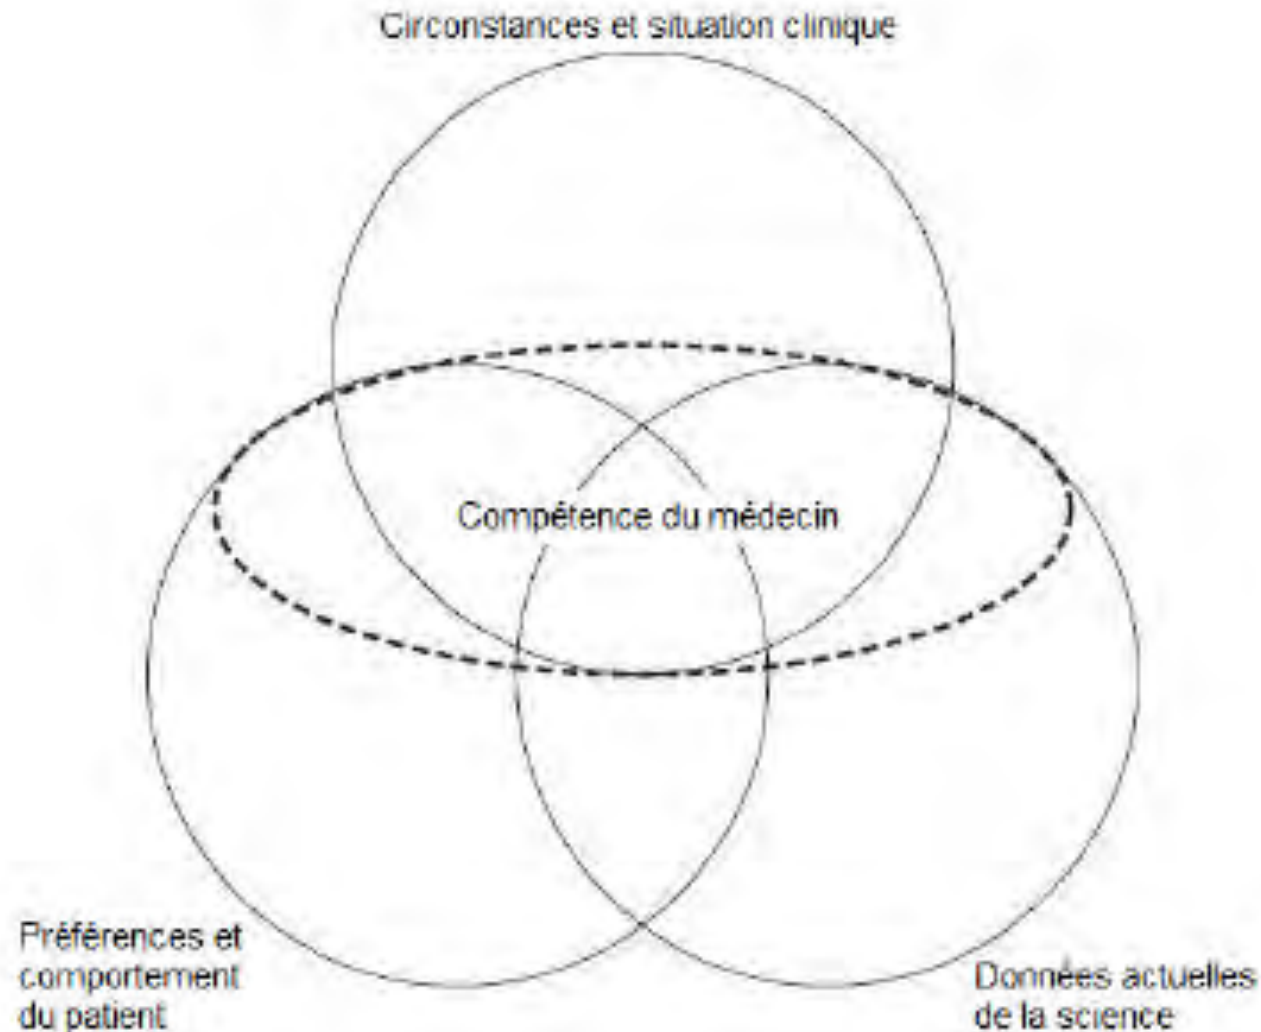 Circonstances et situation clinique
Compétence du médecin
Préférences et
comportement
du patient
Données actuelles
de la science